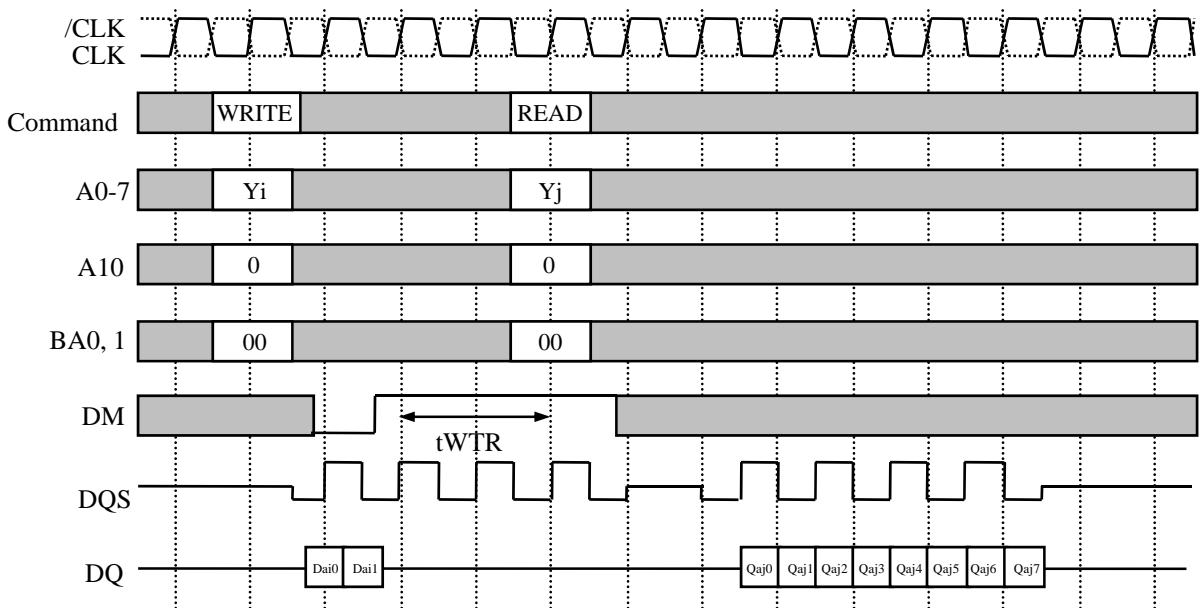 /CLK
CLK
Command WRITE READ
A0-7 Yi Yj
A10 0 0
BA0, 1 00 00
DM
tWTR
DQS
DQ Dai0 Dai1 Qaj0 Qaj1 Qaj2 Qaj3 Qaj4 Qaj5 Qaj6 Qaj7